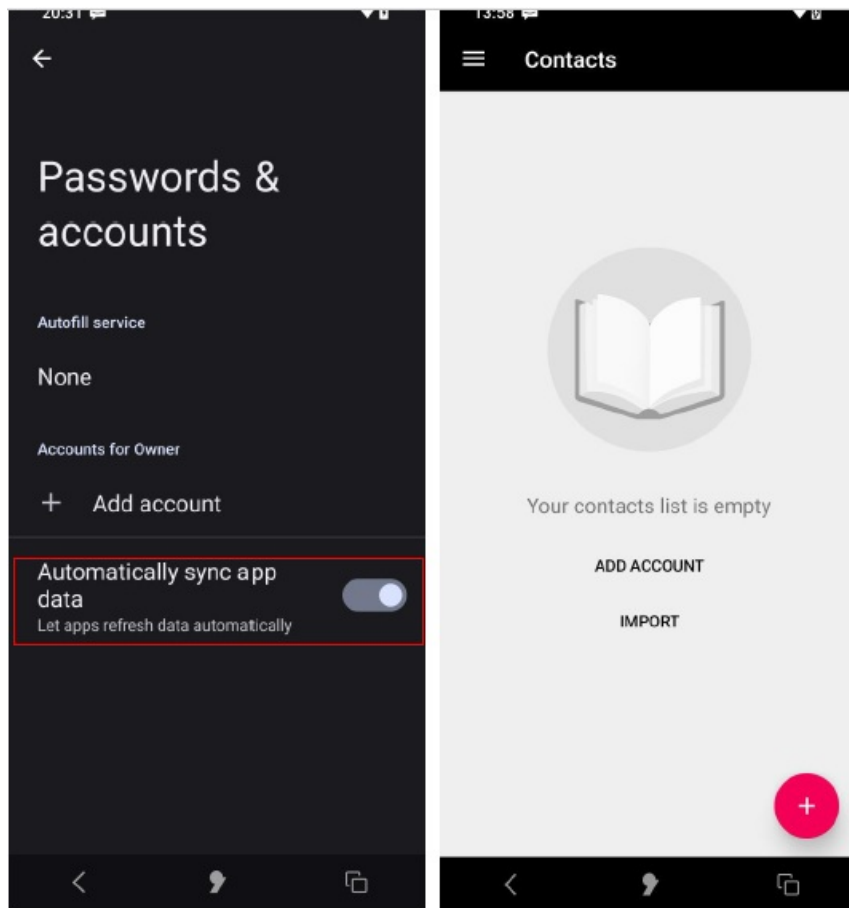 20:31
Passwords &
accounts
Autofill service
None
Accounts for Owner
+ Add account
Automatically sync app
data
Let apps refresh data automatically
13:58
Contacts
Your contacts list is empty
ADD ACCOUNT
IMPORT
+